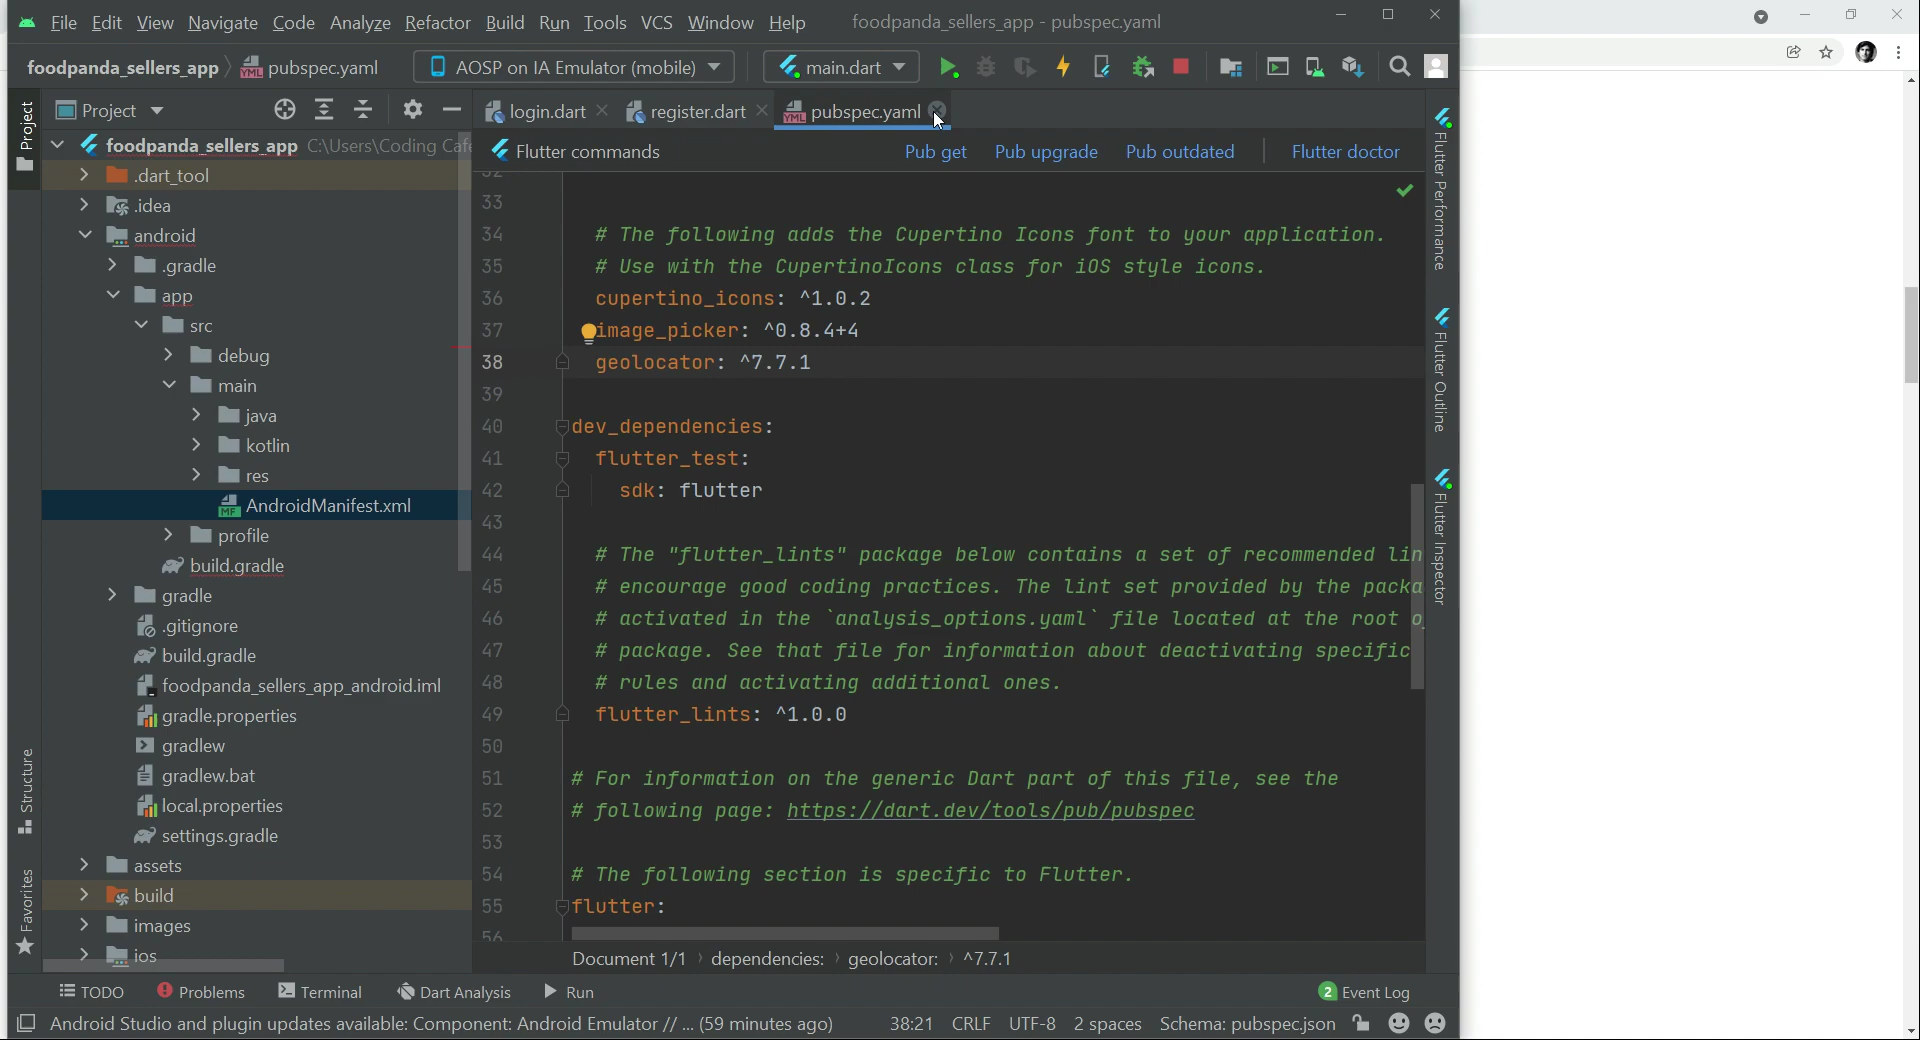 File Edit View Navigate Code Analyze Refactor Build Run Tools VCS Window Help foodpanda_sellers_app - pubspec.yaml
foodpanda_sellers_app pubspec.yaml AOSP on IA Emulator (mobile) main.dart
Project login.dart register.dart pubspec.yaml
foodpanda_sellers_app C:\Users\Coding Cafe
Flutter commands Pub get Pub upgrade Pub outdated Flutter doctor
.dart_tool
.idea
android
.gradle
app
src
debug
main
java
kotlin
res
AndroidManifest.xml
profile
build.gradle
gradle
.gitignore
build.gradle
foodpanda_sellers_app_android.iml
gradle.properties
gradlew
gradlew.bat
local.properties
settings.gradle
assets
build
images
ios
32
33
34 # The following adds the Cupertino Icons font to your application.
35 # Use with the CupertinoIcons class for iOS style icons.
36 cupertino_icons: ^1.0.2
37 image_picker: ^0.8.4+4
38 geolocator: ^7.7.1
39
40 dev_dependencies:
41 flutter_test:
42 sdk: flutter
43
44 # The "flutter_lints" package below contains a set of recommended lin
45 # encourage good coding practices. The lint set provided by the packa
46 # activated in the `analysis_options.yaml` file located at the root o
47 # package. See that file for information about deactivating specific
48 # rules and activating additional ones.
49 flutter_lints: ^1.0.0
50
51 # For information on the generic Dart part of this file, see the
52 # following page: https://dart.dev/tools/pub/pubspec
53
54 # The following section is specific to Flutter.
55 flutter:
56
Document 1/1 › dependencies: › geolocator: › ^7.7.1
Project
Structure
Favorites
Flutter Performance
Flutter Outline
Flutter Inspector
TODO Problems Terminal Dart Analysis Run 2 Event Log
Android Studio and plugin updates available: Component: Android Emulator // ... (59 minutes ago) 38:21 CRLF UTF-8 2 spaces Schema: pubspec.json